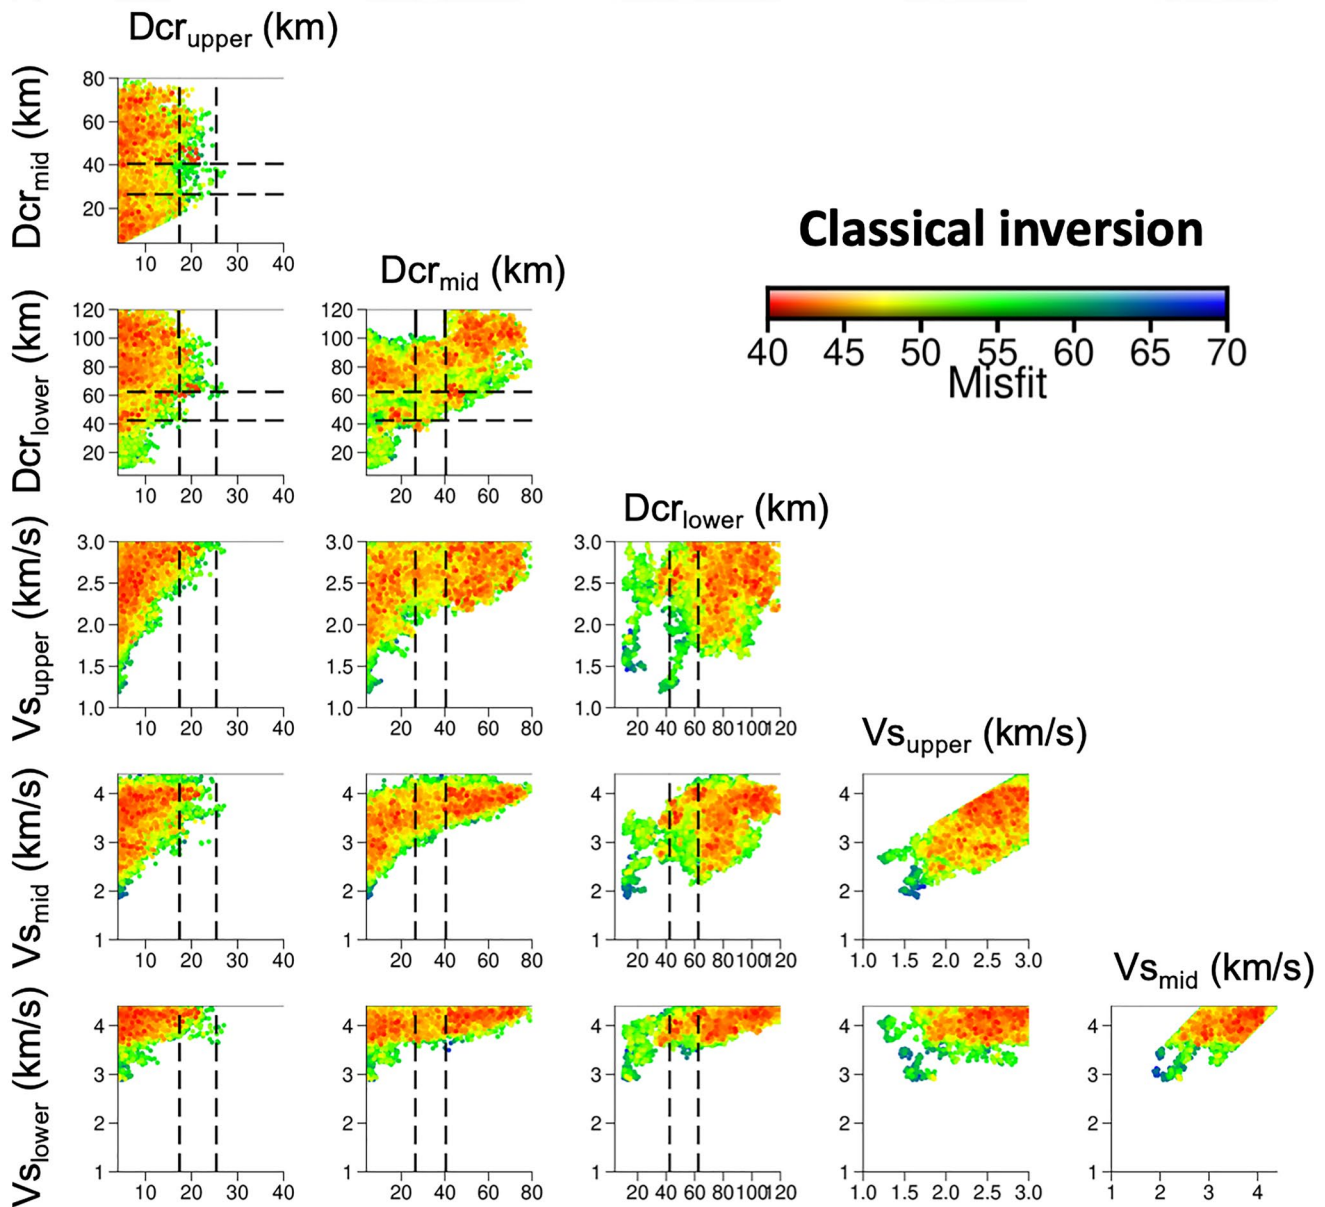 Dcr_upper (km)
Dcr_mid (km)
80
60
40
20
10 20 30 40
Classical inversion
40 45 50 55 60 65 70
Misfit
Dcr_mid (km)
Dcr_lower (km)
120
100
80
60
40
20
10 20 30 40
120
100
80
60
40
20
20 40 60 80
Dcr_lower (km)
Vs_upper (km/s)
3.0
2.5
2.0
1.5
1.0
10 20 30 40
3.0
2.5
2.0
1.5
1.0
20 40 60 80
3.0
2.5
2.0
1.5
1.0
20 40 60 80 100 120
Vs_upper (km/s)
Vs_mid (km/s)
4
3
2
1
10 20 30 40
4
3
2
1
20 40 60 80
4
3
2
1
20 40 60 80 100 120
4
3
2
1
1.0 1.5 2.0 2.5 3.0
Vs_mid (km/s)
Vs_lower (km/s)
4
3
2
1
10 20 30 40
4
3
2
1
20 40 60 80
4
3
2
1
20 40 60 80 100 120
4
3
2
1
1.0 1.5 2.0 2.5 3.0
4
3
2
1
1 2 3 4